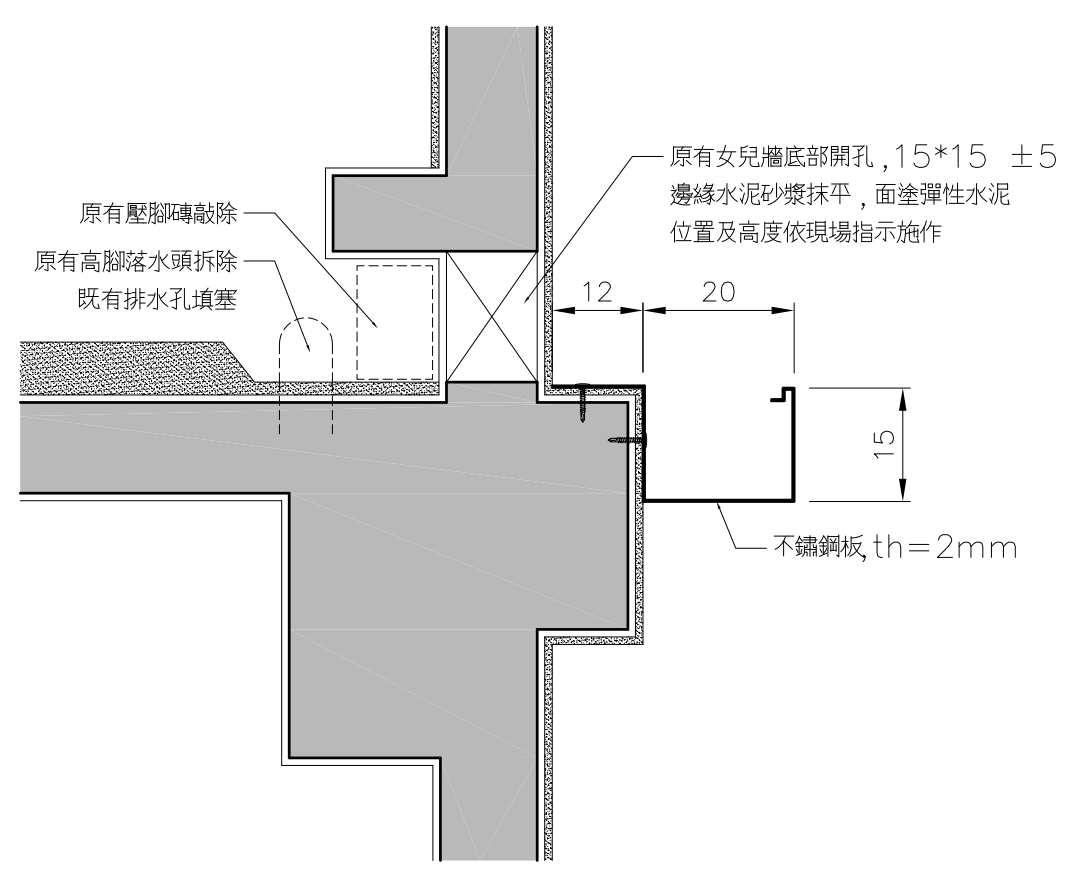 原有女兒牆底部開孔,15*15 ±5
邊緣水泥砂漿抹平,面塗彈性水泥
位置及高度依現場指示施作
原有壓腳磚敲除
原有高腳落水頭拆除
既有排水孔填塞
12
20
15
不鏽鋼板,th=2mm